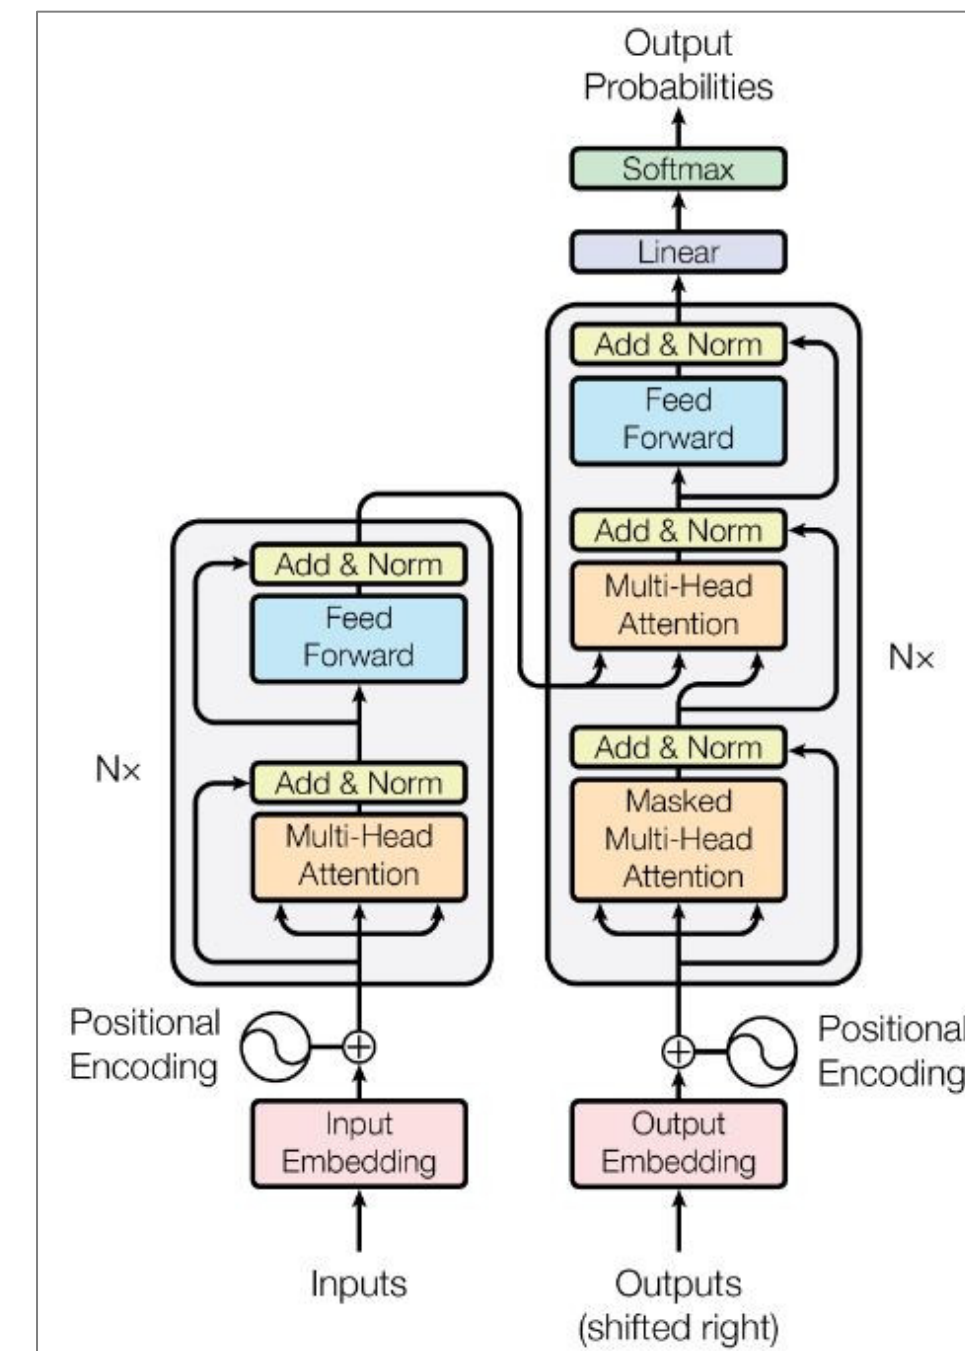 Output
Probabilities
Softmax
Linear
Add & Norm
Feed
Forward
Add & Norm
Multi-Head
Attention
Add & Norm
Masked
Multi-Head
Attention
Nx
Positional
Encoding
Output
Embedding
Outputs
(shifted right)
Add & Norm
Feed
Forward
Add & Norm
Multi-Head
Attention
Nx
Positional
Encoding
Input
Embedding
Inputs